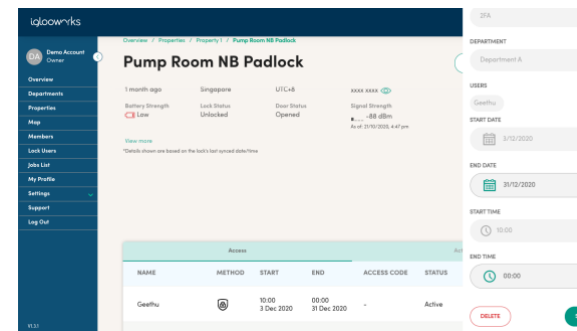 iglooworks
DA
Demo Account
Owner
Overview
Departments
Properties
Map
Members
Lock Users
Jobs List
My Profile
Settings
Support
Log Out
V1.5.1
Overview / Properties / Property 1 / Pump Room NB Padlock
Pump Room NB Padlock
1 month ago
Singapore
UTC+8
xxxx xxxx
Battery Strength
Lock Status
Door Status
Signal Strength
Low
Unlocked
Opened
-88 dBm
As of: 21/10/2020, 4:47 pm
View more
*Details shown are based on the lock's last synced date/time
Access
NAME METHOD START END ACCESS CODE STATUS
Geethu
10:00
3 Dec 2020
00:00
31 Dec 2020
-
Active
2FA
DEPARTMENT
Department A
USERS
Geethu
START DATE
3/12/2020
END DATE
31/12/2020
START TIME
10:00
END TIME
00:00
DELETE